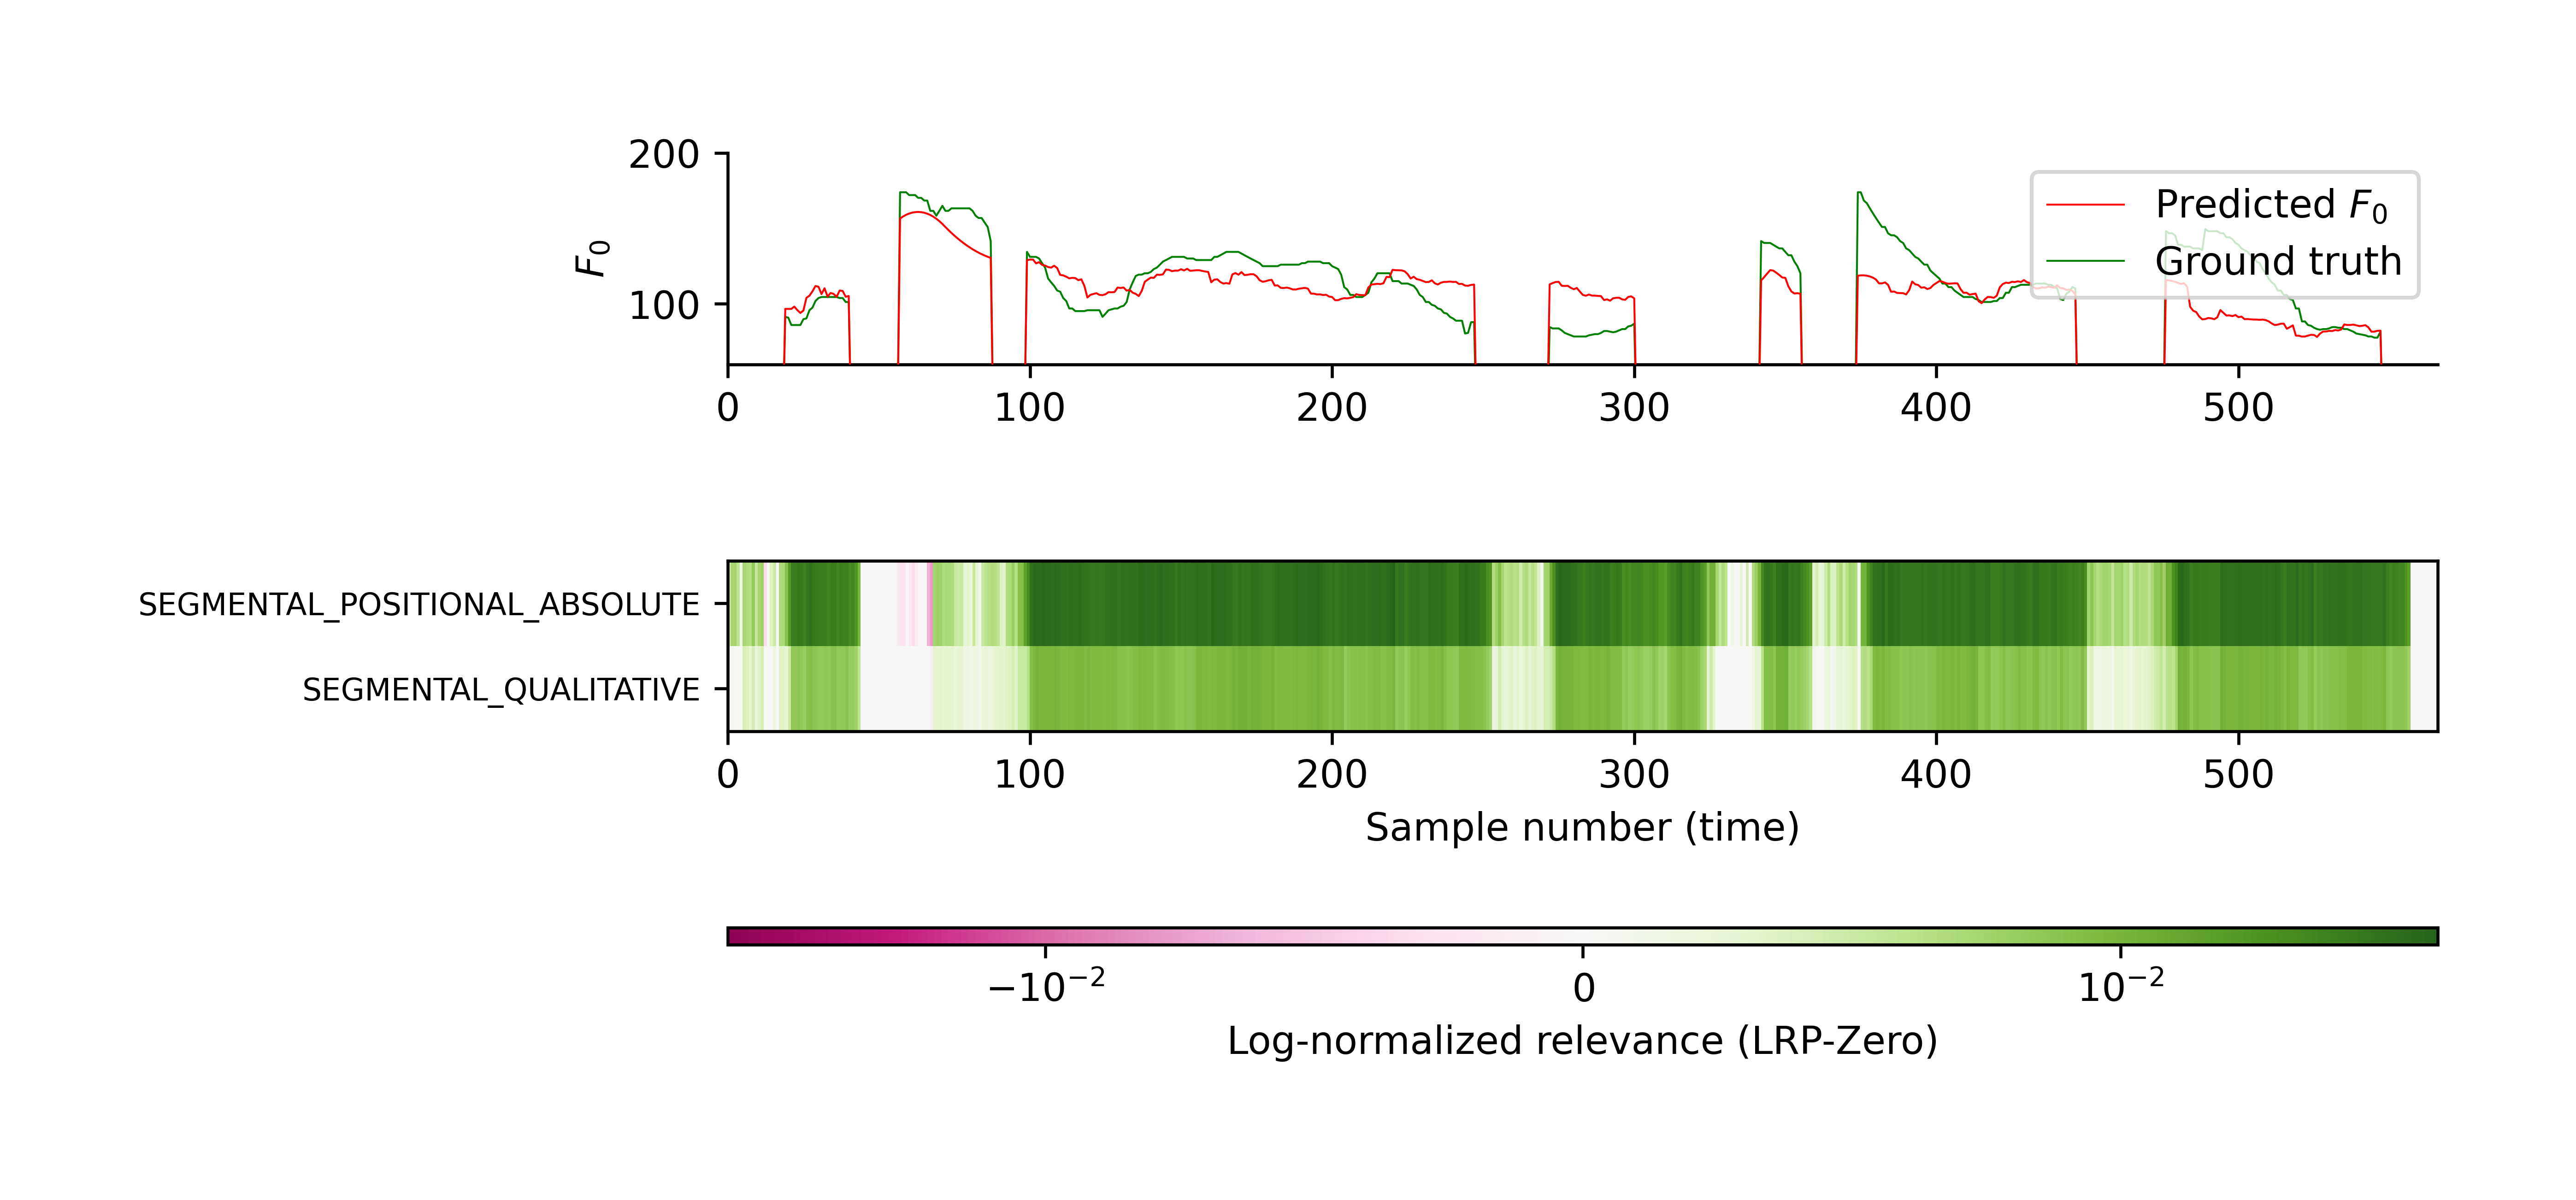 200
100
F₀
Predicted F₀
Ground truth
0 100 200 300 400 500
SEGMENTAL_POSITIONAL_ABSOLUTE
SEGMENTAL_QUALITATIVE
0 100 200 300 400 500
Sample number (time)
−10⁻² 0 10⁻²
Log-normalized relevance (LRP-Zero)